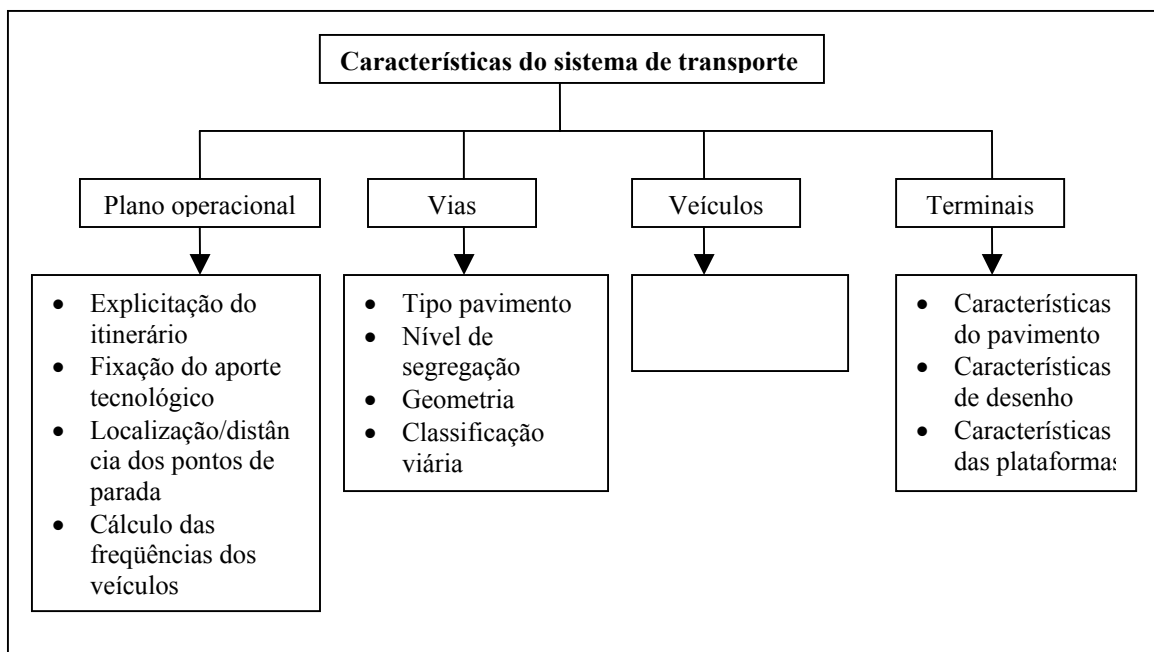 Características do sistema de transporte
Plano operacional
Vias
Veículos
Terminais
• Explicitação do
itinerário
• Fixação do aporte
tecnológico
• Localização/distân
cia dos pontos de
parada
• Cálculo das
freqüências dos
veículos
• Tipo pavimento
• Nível de
segregação
• Geometria
• Classificação
viária
• Características
do pavimento
• Características
de desenho
• Características
das plataformas